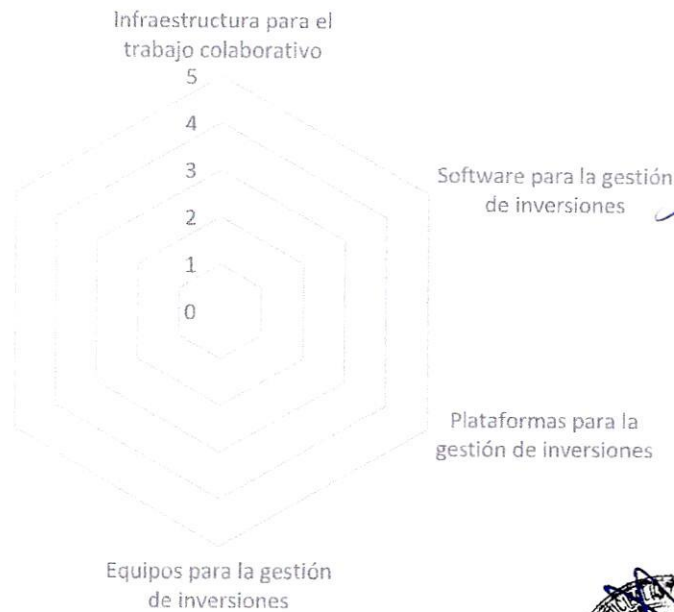 Infraestructura para el
trabajo colaborativo
5
4
3
2
1
0
Software para la gestión
de inversiones
Plataformas para la
gestión de inversiones
Equipos para la gestión
de inversiones